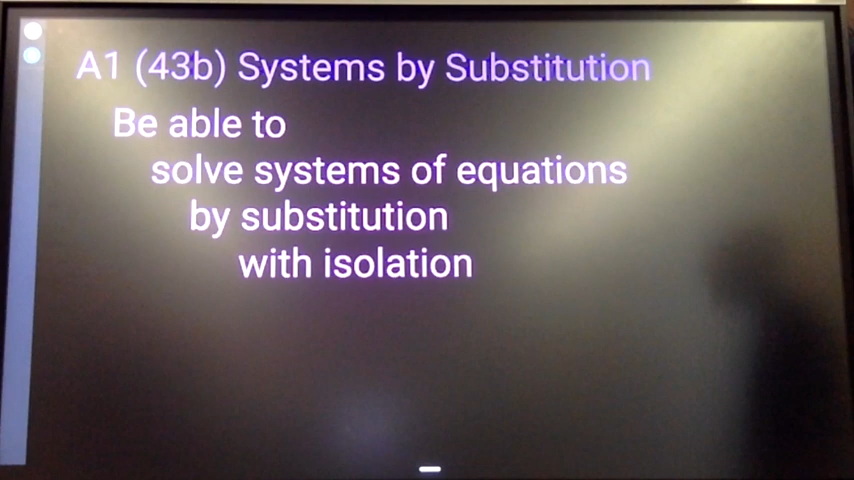 A1 (43b) Systems by Substitution
Be able to
solve systems of equations
by substitution
with isolation